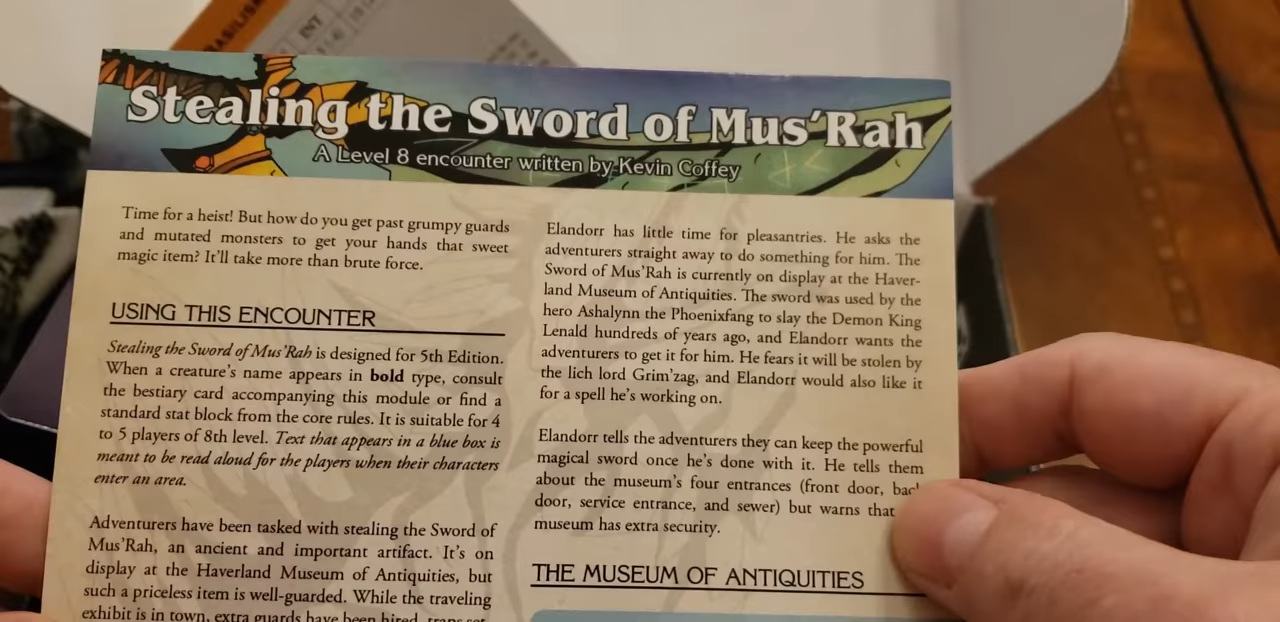 BASILISK
INT
Stealing the Sword of Mus'Rah
A Level 8 encounter written by Kevin Coffey
Time for a heist! But how do you get past grumpy guards
and mutated monsters to get your hands that sweet
magic item? It'll take more than brute force.
USING THIS ENCOUNTER
Stealing the Sword of Mus'Rah is designed for 5th Edition.
When a creature's name appears in bold type, consult
the bestiary card accompanying this module or find a
standard stat block from the core rules. It is suitable for 4
to 5 players of 8th level. Text that appears in a blue box is
meant to be read aloud for the players when their characters
enter an area.
Adventurers have been tasked with stealing the Sword of
Mus'Rah, an ancient and important artifact. It's on
display at the Haverland Museum of Antiquities, but
such a priceless item is well-guarded. While the traveling
exhibit is in town, extra guards have been hired, traps set,
Elandorr has little time for pleasantries. He asks the
adventurers straight away to do something for him. The
Sword of Mus'Rah is currently on display at the Haver-
land Museum of Antiquities. The sword was used by the
hero Ashalynn the Phoenixfang to slay the Demon King
Lenald hundreds of years ago, and Elandorr wants the
adventurers to get it for him. He fears it will be stolen by
the lich lord Grim'zag, and Elandorr would also like it
for a spell he's working on.
Elandorr tells the adventurers they can keep the powerful
magical sword once he's done with it. He tells them
about the museum's four entrances (front door, back
door, service entrance, and sewer) but warns that
museum has extra security.
THE MUSEUM OF ANTIQUITIES